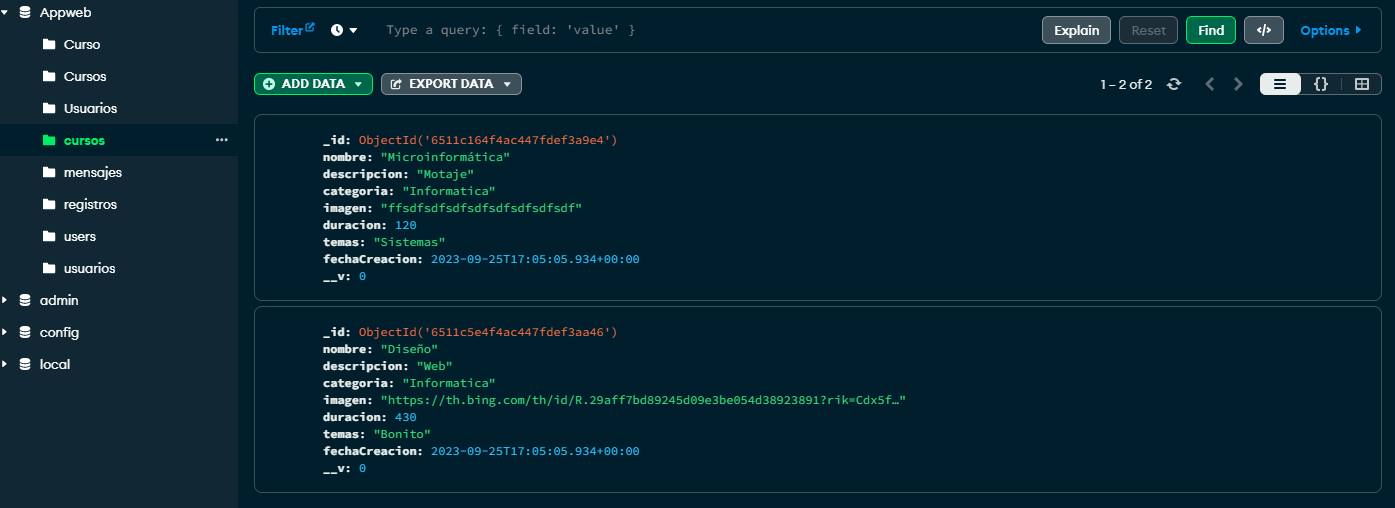 Appweb
Curso
Cursos
Usuarios
cursos
mensajes
registros
users
usuarios
admin
config
local
Filter Type a query: { field: 'value' } Explain Reset Find </> Options
ADD DATA EXPORT DATA 1 – 2 of 2 {}
_id: ObjectId('6511c164f4ac447fdef3a9e4')
nombre: "Microinformática"
descripcion: "Motaje"
categoria: "Informatica"
imagen: "ffsdfsdfsdfsdfsdfsdfsdfsdf"
duracion: 120
temas: "Sistemas"
fechaCreacion: 2023-09-25T17:05:05.934+00:00
__v: 0
_id: ObjectId('6511c5e4f4ac447fdef3aa46')
nombre: "Diseño"
descripcion: "Web"
categoria: "Informatica"
imagen: "https://th.bing.com/th/id/R.29aff7bd89245d09e3be054d38923891?rik=Cdx5f…"
duracion: 430
temas: "Bonito"
fechaCreacion: 2023-09-25T17:05:05.934+00:00
__v: 0